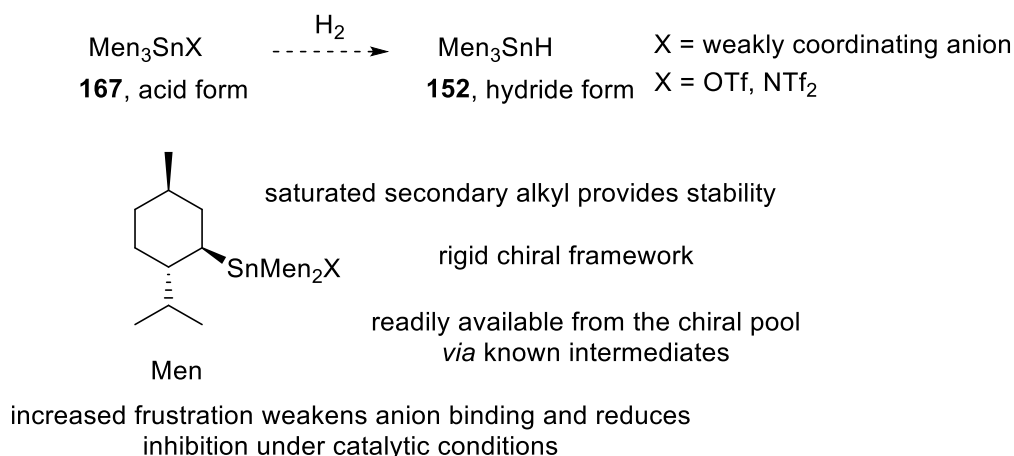 H2
Men3SnX
Men3SnH
X = weakly coordinating anion
167, acid form
152, hydride form
X = OTf, NTf2
saturated secondary alkyl provides stability
rigid chiral framework
SnMen2X
readily available from the chiral pool
via known intermediates
Men
increased frustration weakens anion binding and reduces
inhibition under catalytic conditions